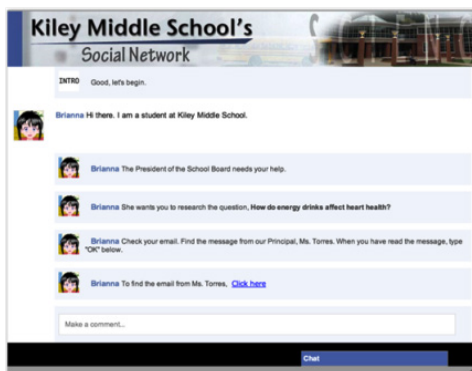 Kiley Middle School's
Social Network
INTRO Good, let's begin.
Brianna Hi there. I am a student at Kiley Middle School.
Brianna The President of the School Board needs your help.
Brianna She wants you to research the question, How do energy drinks affect heart health?
Brianna Check your email. Find the message from our Principal, Ms. Torres. When you have read the message, type
"OK" below.
Brianna To find the email from Ms. Torres, Click here
Make a comment...
Chat